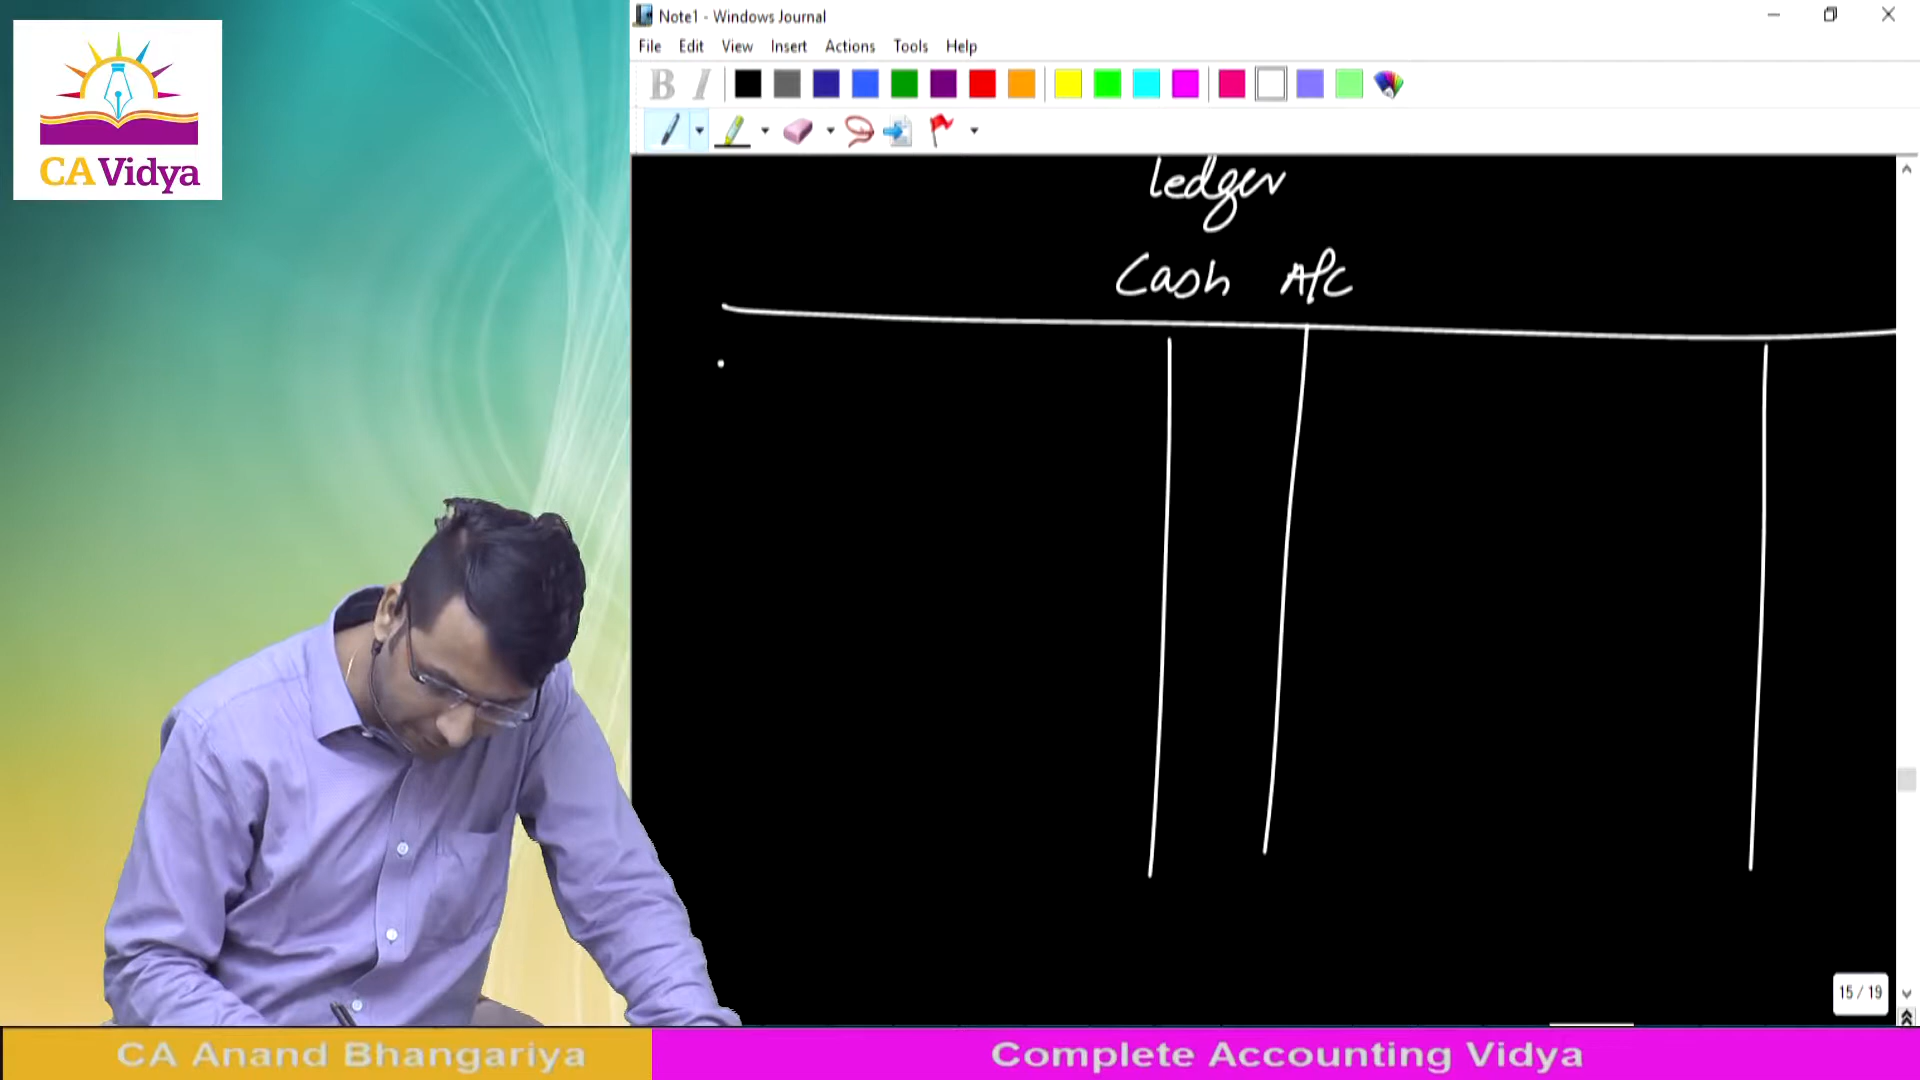 CA Vidya
Note1 - Windows Journal
File Edit View Insert Actions Tools Help
B I
ledger
Cash A/C
15 / 19
CA Anand Bhangariya
Complete Accounting Vidya